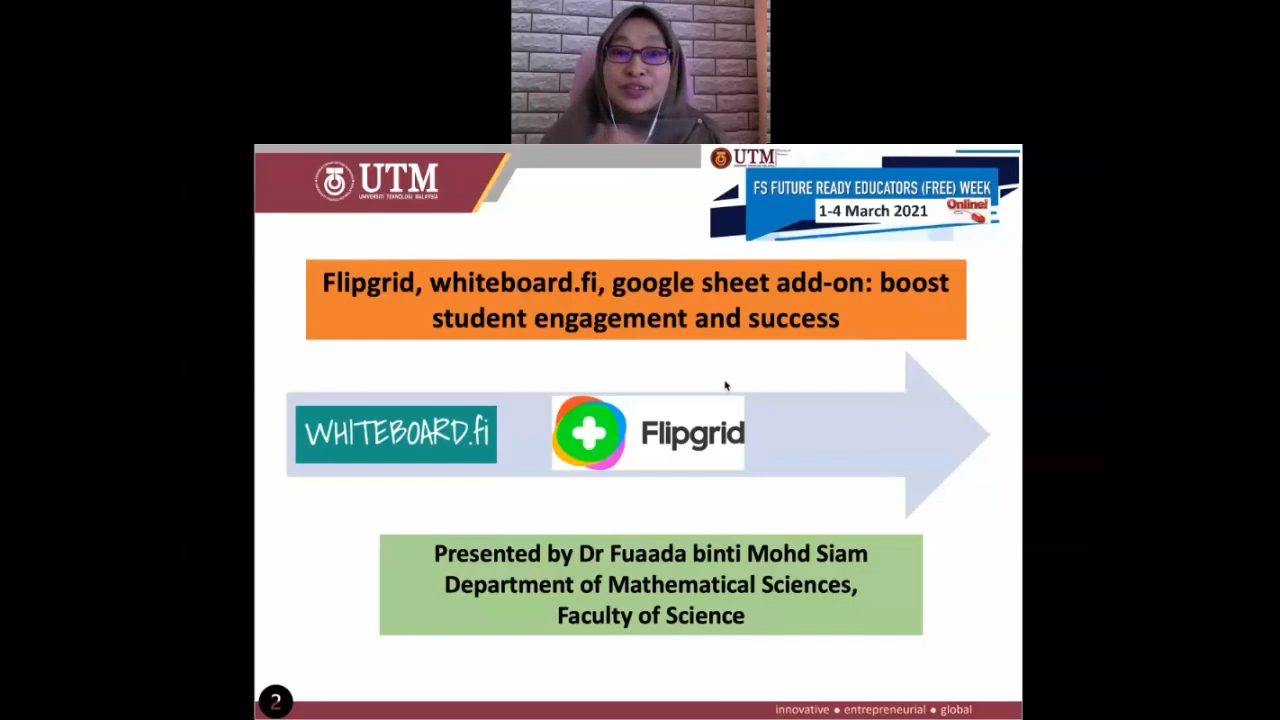 UTM
UNIVERSITI TEKNOLOGI MALAYSIA
UTM
FS FUTURE READY EDUCATORS (FREE) WEEK
1-4 March 2021
Online!
Flipgrid, whiteboard.fi, google sheet add-on: boost
student engagement and success
WHITEBOARD.fi
Flipgrid
Presented by Dr Fuaada binti Mohd Siam
Department of Mathematical Sciences,
Faculty of Science
2
innovative ● entrepreneurial ● global